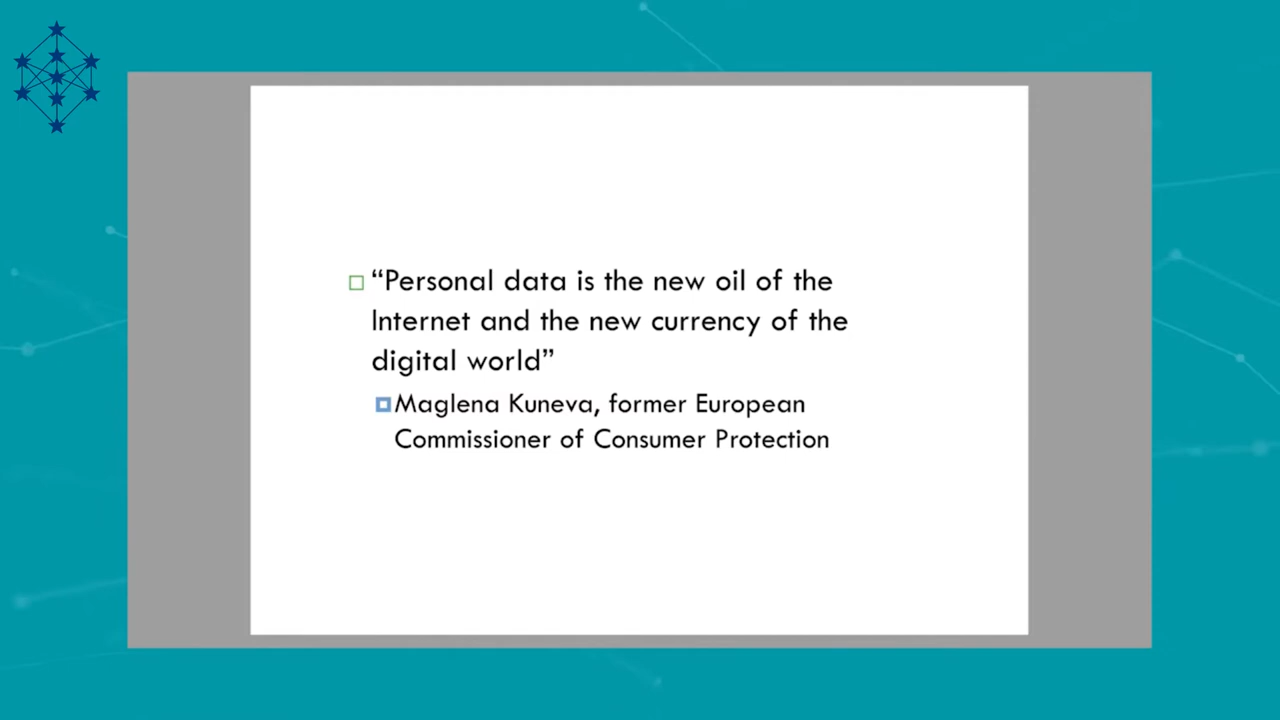 “Personal data is the new oil of the
Internet and the new currency of the
digital world”
Maglena Kuneva, former European
Commissioner of Consumer Protection